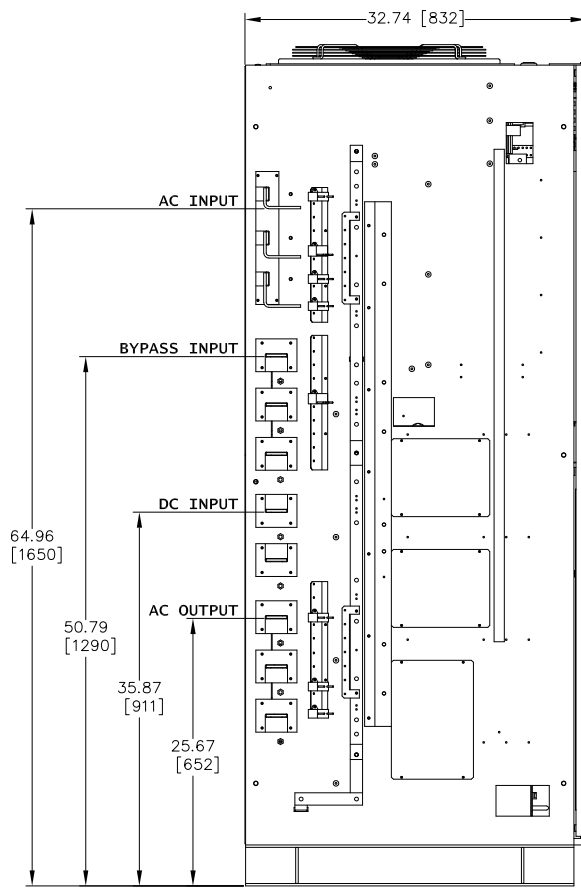 32.74 [832]
AC INPUT
BYPASS INPUT
DC INPUT
64.96
[1650]
AC OUTPUT
50.79
[1290]
35.87
[911]
25.67
[652]